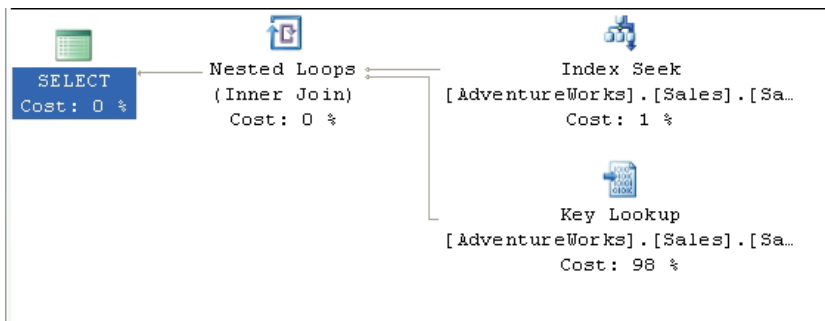 SELECT
Cost: 0 %
Nested Loops
(Inner Join)
Cost: 0 %
Index Seek
[AdventureWorks].[Sales].[Sa…
Cost: 1 %
Key Lookup
[AdventureWorks].[Sales].[Sa…
Cost: 98 %